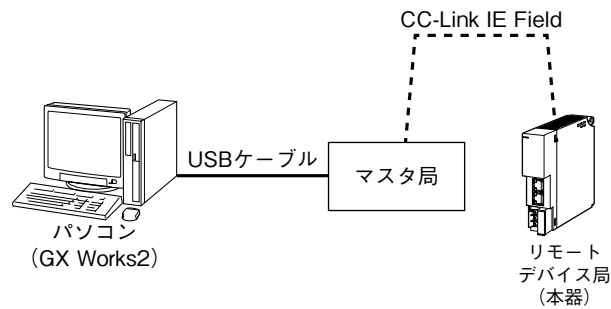 CC-Link IE Field
USBケーブル
マスタ局
パソコン
（GX Works2）
リモート
デバイス局
（本器）